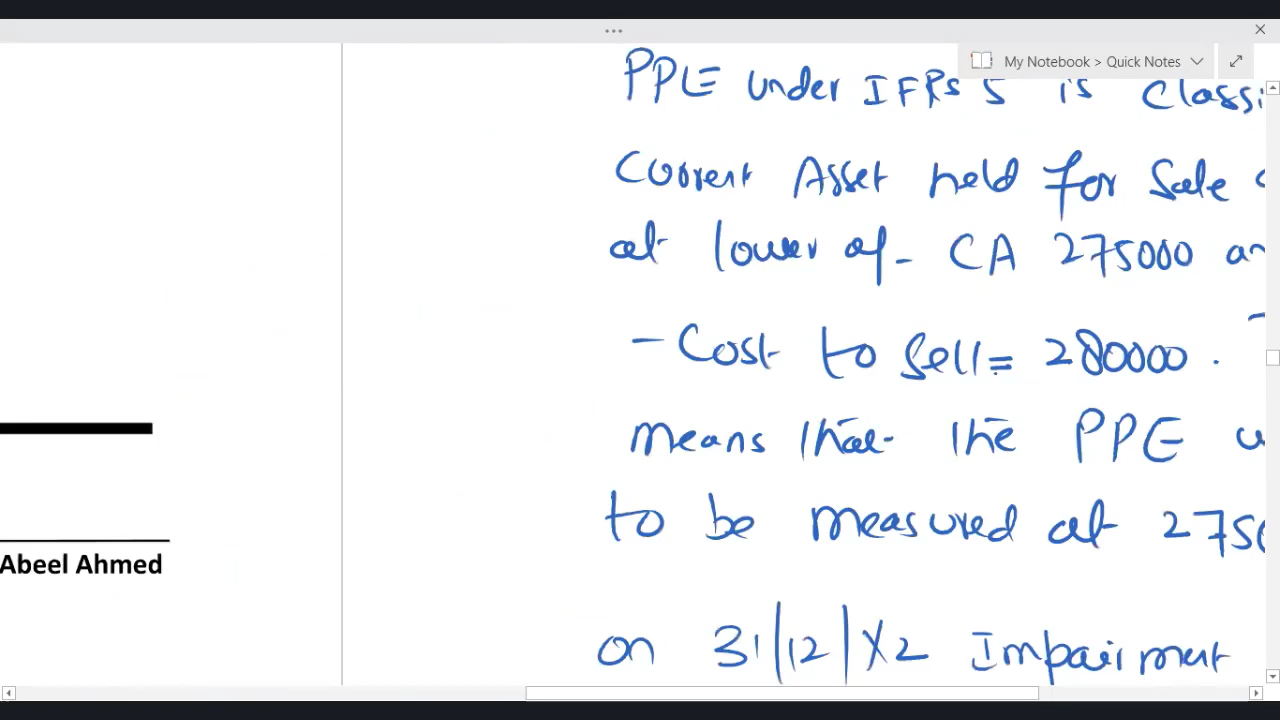 My Notebook > Quick Notes
PPE under IFRS 5 is Classi
Current Asset held for Sale
at lower of - CA 275000 an
- Cost to Sell = 280000 .
means that the PPE
to be measured at 2750
on 31/12/X2 Impairment
Abeel Ahmed